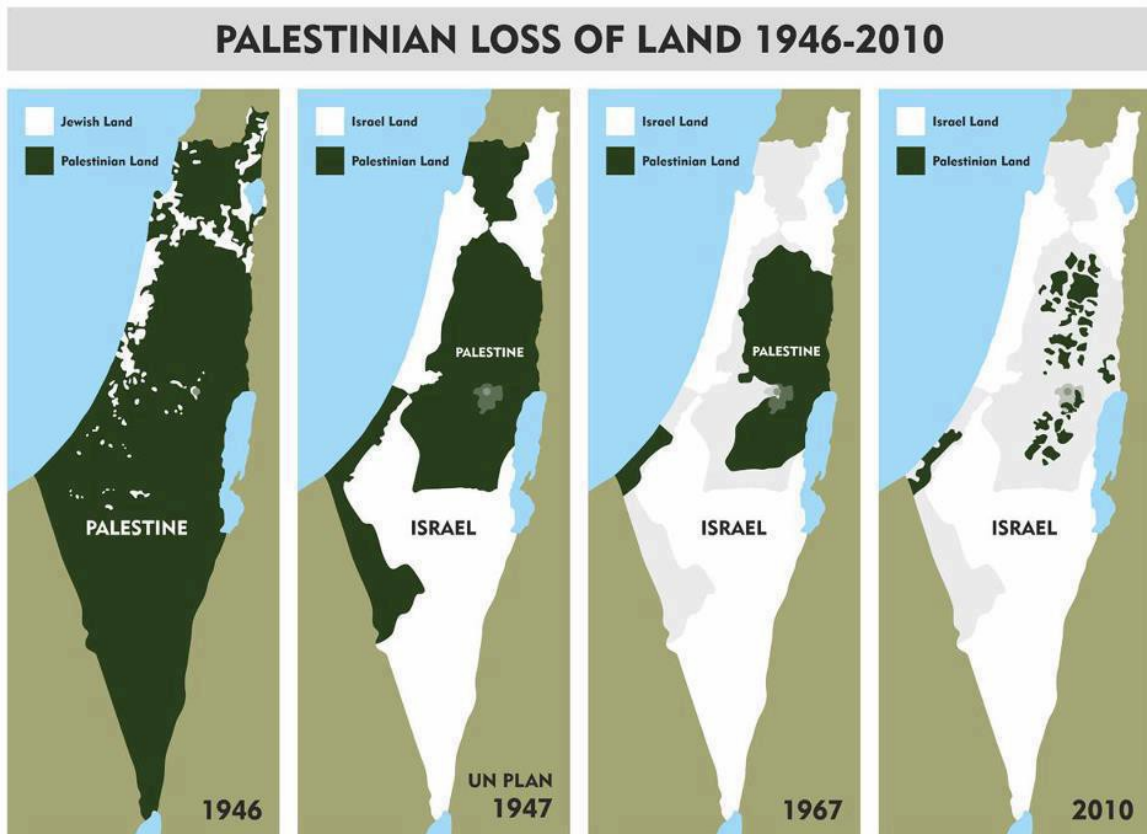 PALESTINIAN LOSS OF LAND 1946-2010
Jewish Land
Palestinian Land
PALESTINE
1946
Israel Land
Palestinian Land
PALESTINE
ISRAEL
UN PLAN
1947
Israel Land
Palestinian Land
PALESTINE
ISRAEL
1967
Israel Land
Palestinian Land
ISRAEL
2010